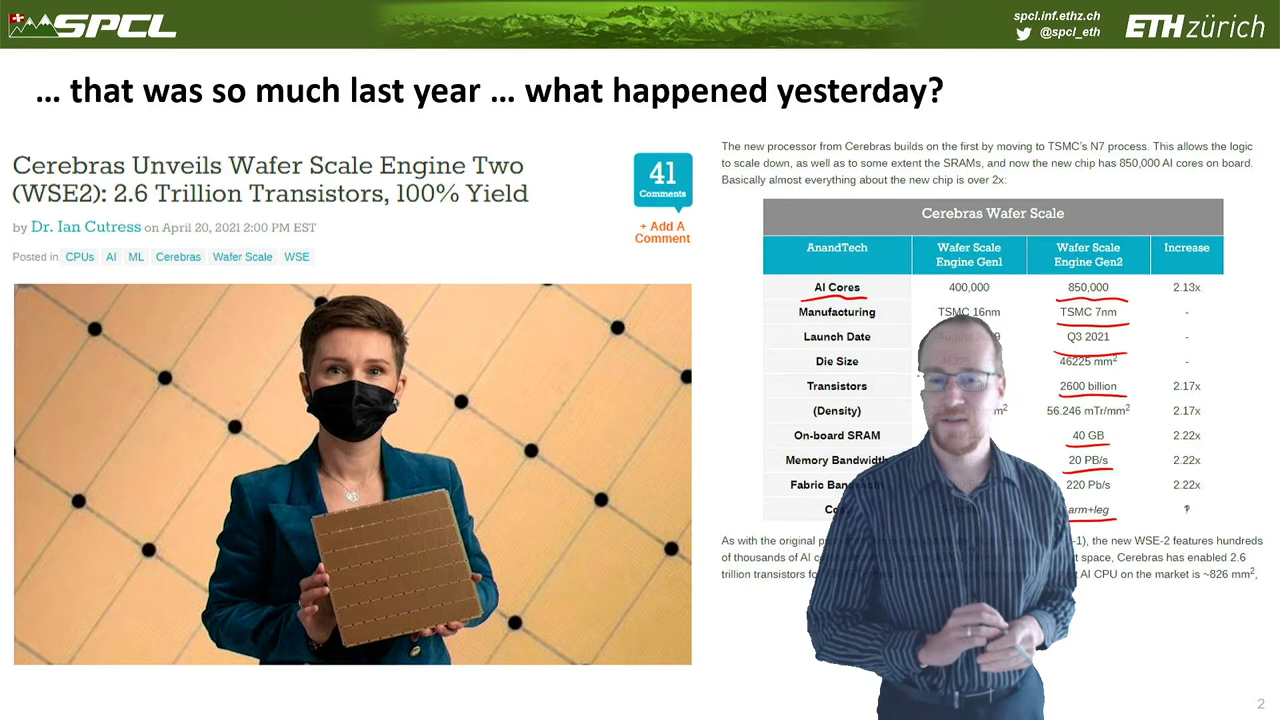 SPCL
spcl.inf.ethz.ch
@spcl_eth
ETH zürich
... that was so much last year ... what happened yesterday?
Cerebras Unveils Wafer Scale Engine Two
(WSE2): 2.6 Trillion Transistors, 100% Yield
by Dr. Ian Cutress on April 20, 2021 2:00 PM EST
Posted in CPUs AI ML Cerebras Wafer Scale WSE
41
Comments
+ Add A
Comment
The new processor from Cerebras builds on the first by moving to TSMC's N7 process. This allows the logic
to scale down, as well as to some extent the SRAMs, and now the new chip has 850,000 AI cores on board.
Basically almost everything about the new chip is over 2x:
Cerebras Wafer Scale
AnandTech Wafer Scale Engine Gen1 Wafer Scale Engine Gen2 Increase
AI Cores 400,000 850,000 2.13x
Manufacturing TSMC 16nm TSMC 7nm -
Launch Date Q3 2021 -
Die Size 46225 mm² -
Transistors 2600 billion 2.17x
(Density) mm² 56.246 mTr/mm² 2.17x
On-board SRAM 40 GB 2.22x
Memory Bandwidth 20 PB/s 2.22x
Fabric 220 Pb/s 2.22x
arm+leg
As with the original -1), the new WSE-2 features hundreds
of thousands of AI space, Cerebras has enabled 2.6
trillion transistors AI CPU on the market is ~826 mm²,
2